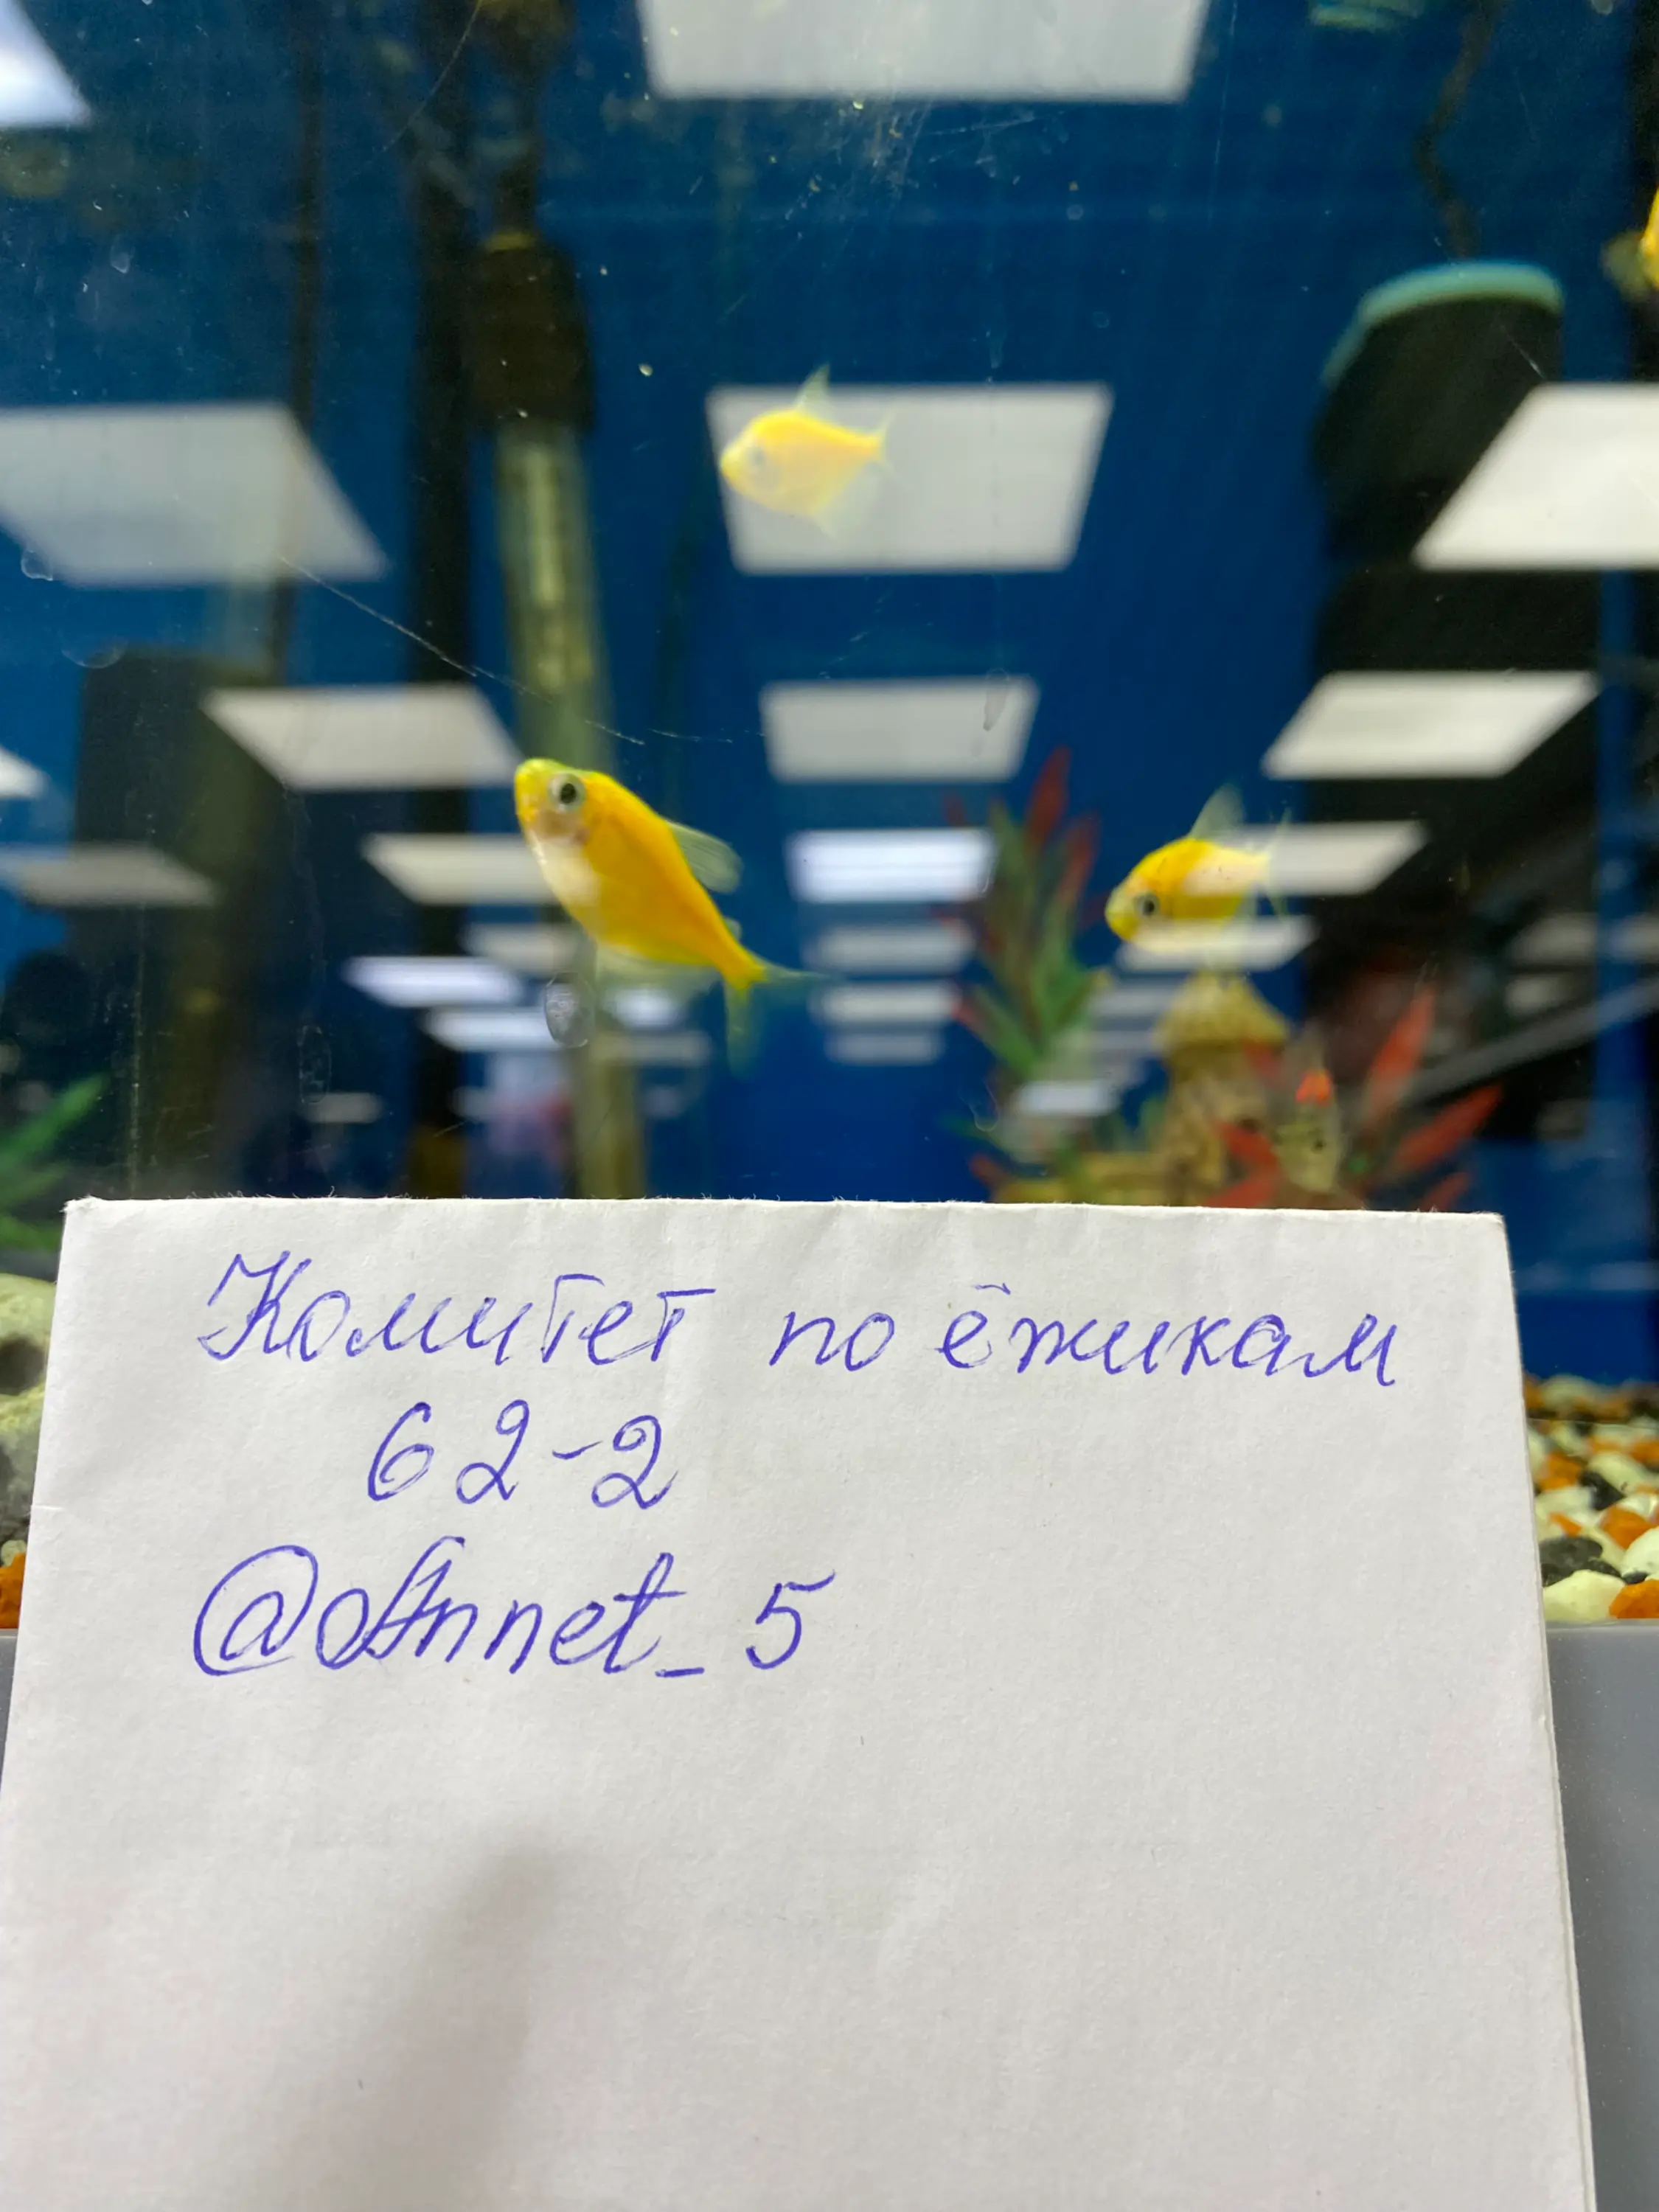 Комитет по ёжикам
62-2
@Annet_5